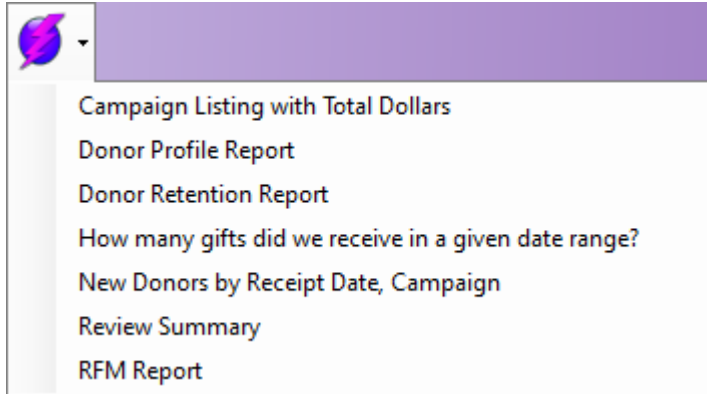 Campaign Listing with Total Dollars
Donor Profile Report
Donor Retention Report
How many gifts did we receive in a given date range?
New Donors by Receipt Date, Campaign
Review Summary
RFM Report